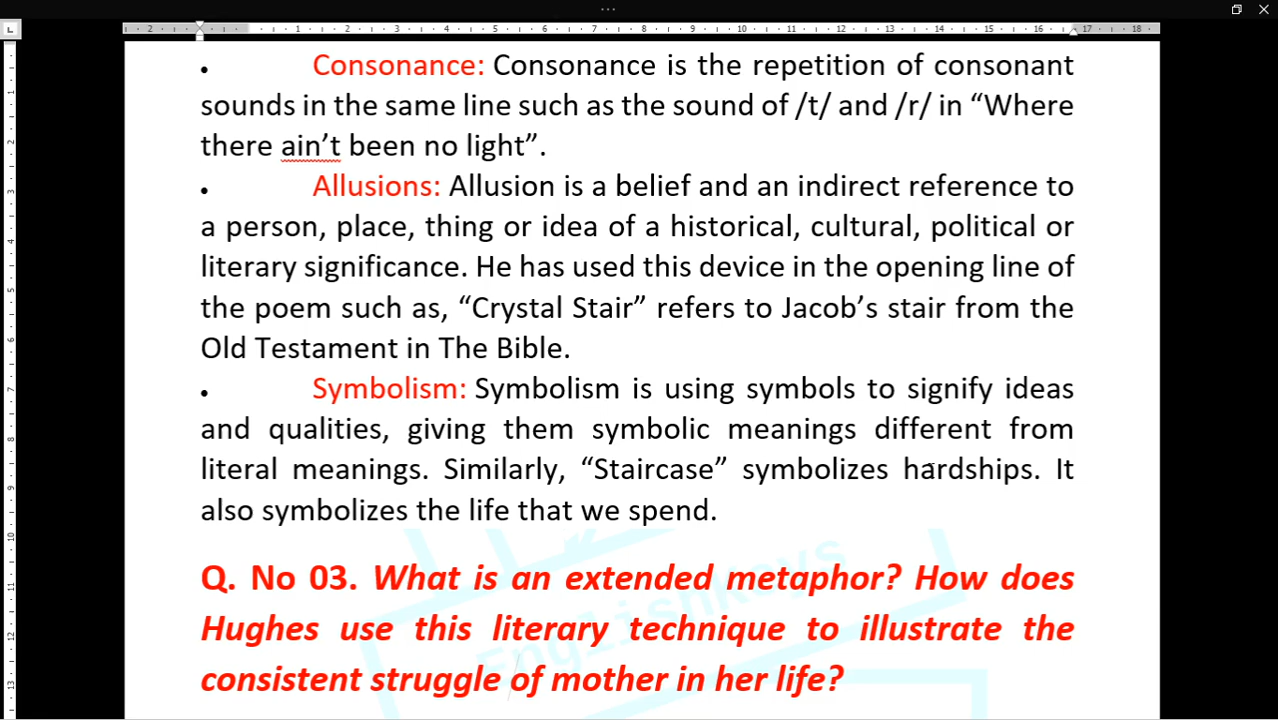 • Consonance: Consonance is the repetition of consonant
sounds in the same line such as the sound of /t/ and /r/ in “Where
there ain’t been no light”.
• Allusions: Allusion is a belief and an indirect reference to
a person, place, thing or idea of a historical, cultural, political or
literary significance. He has used this device in the opening line of
the poem such as, “Crystal Stair” refers to Jacob’s stair from the
Old Testament in The Bible.
• Symbolism: Symbolism is using symbols to signify ideas
and qualities, giving them symbolic meanings different from
literal meanings. Similarly, “Staircase” symbolizes hardships. It
also symbolizes the life that we spend.
Q. No 03. What is an extended metaphor? How does
Hughes use this literary technique to illustrate the
consistent struggle of mother in her life?
EnglishKeys